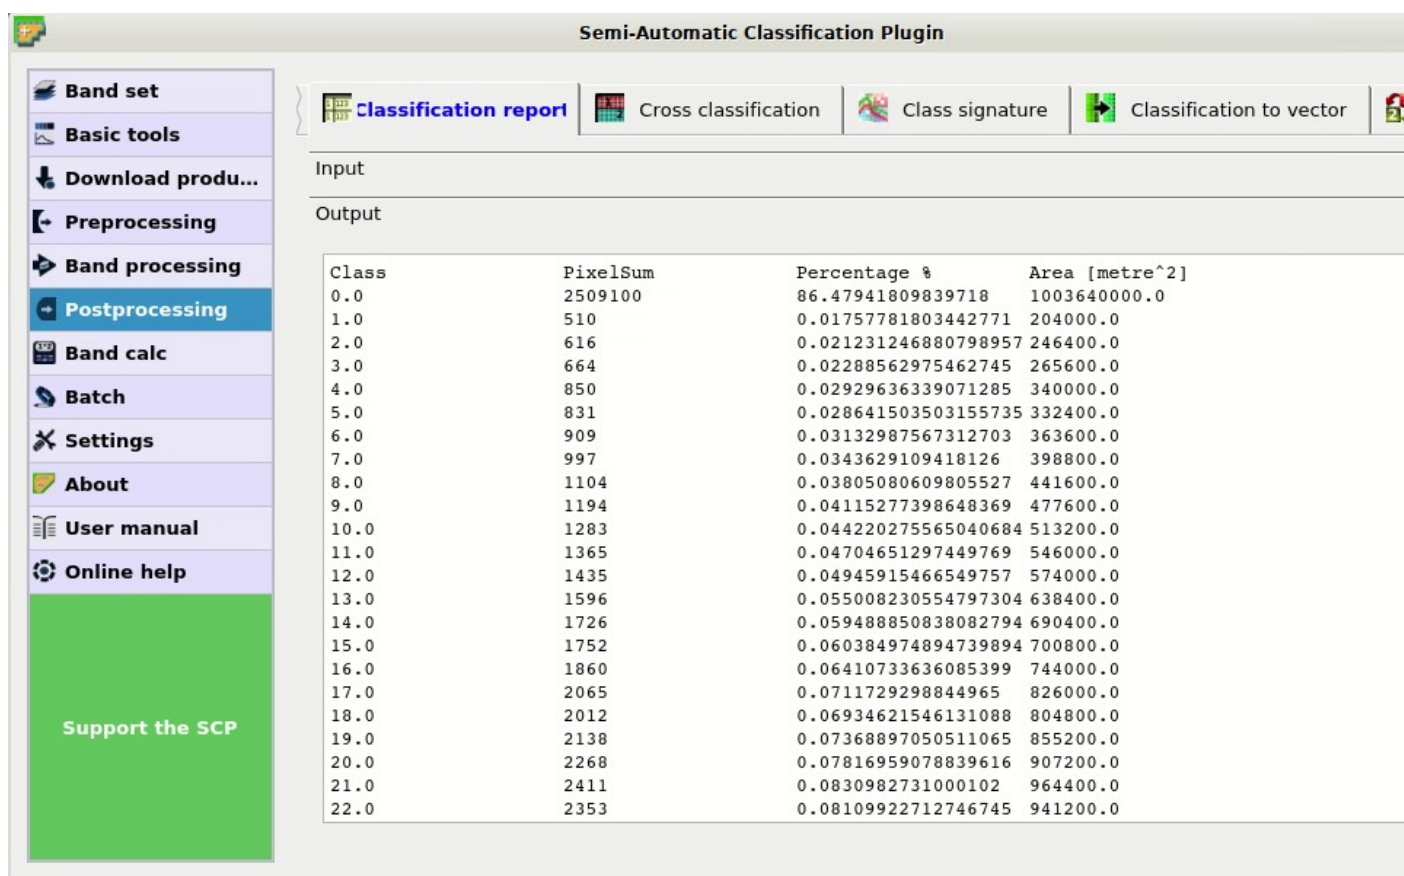 Semi-Automatic Classification Plugin
Band set
Basic tools
Download produ...
Preprocessing
Band processing
Postprocessing
Band calc
Batch
Settings
About
User manual
Online help
Support the SCP
Classification report Cross classification Class signature Classification to vector
Input
Output
Class PixelSum Percentage % Area [metre^2]
0.0 2509100 86.47941809839718 1003640000.0
1.0 510 0.01757781803442771 204000.0
2.0 616 0.021231246880798957 246400.0
3.0 664 0.02288562975462745 265600.0
4.0 850 0.02929636339071285 340000.0
5.0 831 0.028641503503155735 332400.0
6.0 909 0.03132987567312703 363600.0
7.0 997 0.0343629109418126 398800.0
8.0 1104 0.03805080609805527 441600.0
9.0 1194 0.04115277398648369 477600.0
10.0 1283 0.044220275565040684 513200.0
11.0 1365 0.04704651297449769 546000.0
12.0 1435 0.04945915466549757 574000.0
13.0 1596 0.055008230554797304 638400.0
14.0 1726 0.059488850838082794 690400.0
15.0 1752 0.060384974894739894 700800.0
16.0 1860 0.06410733636085399 744000.0
17.0 2065 0.0711729298844965 826000.0
18.0 2012 0.06934621546131088 804800.0
19.0 2138 0.07368897050511065 855200.0
20.0 2268 0.07816959078839616 907200.0
21.0 2411 0.0830982731000102 964400.0
22.0 2353 0.08109922712746745 941200.0